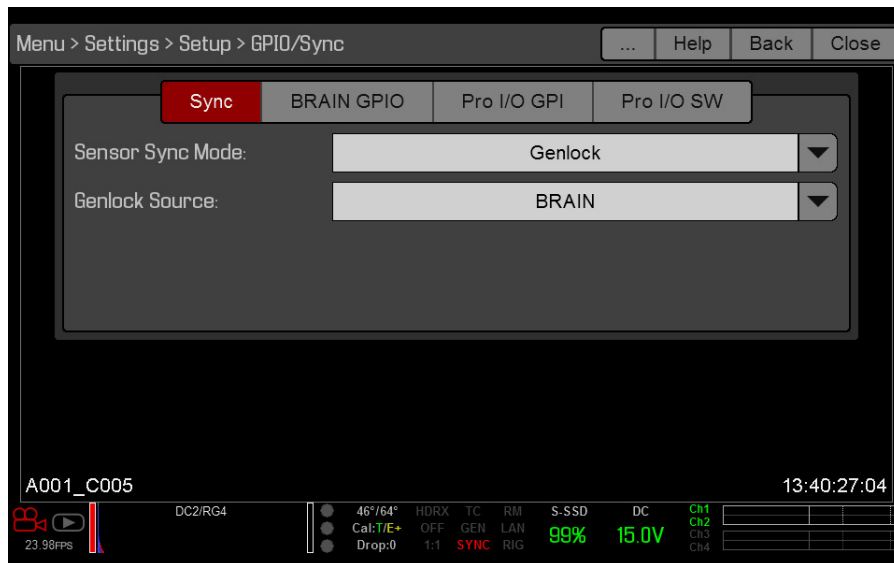 Menu > Settings > Setup > GPIO/Sync ... Help Back Close
Sync BRAIN GPIO Pro I/O GPI Pro I/O SW
Sensor Sync Mode: Genlock
Genlock Source: BRAIN
A001_C005 13:40:27:04
DC2/RG4 46°/64° HDRX TC RM S-SSD DC Ch1
Cal:T/E+ OFF GEN LAN 99% 15.0V Ch2
23.98FPS Drop:0 1:1 SYNC RIG Ch3
Ch4